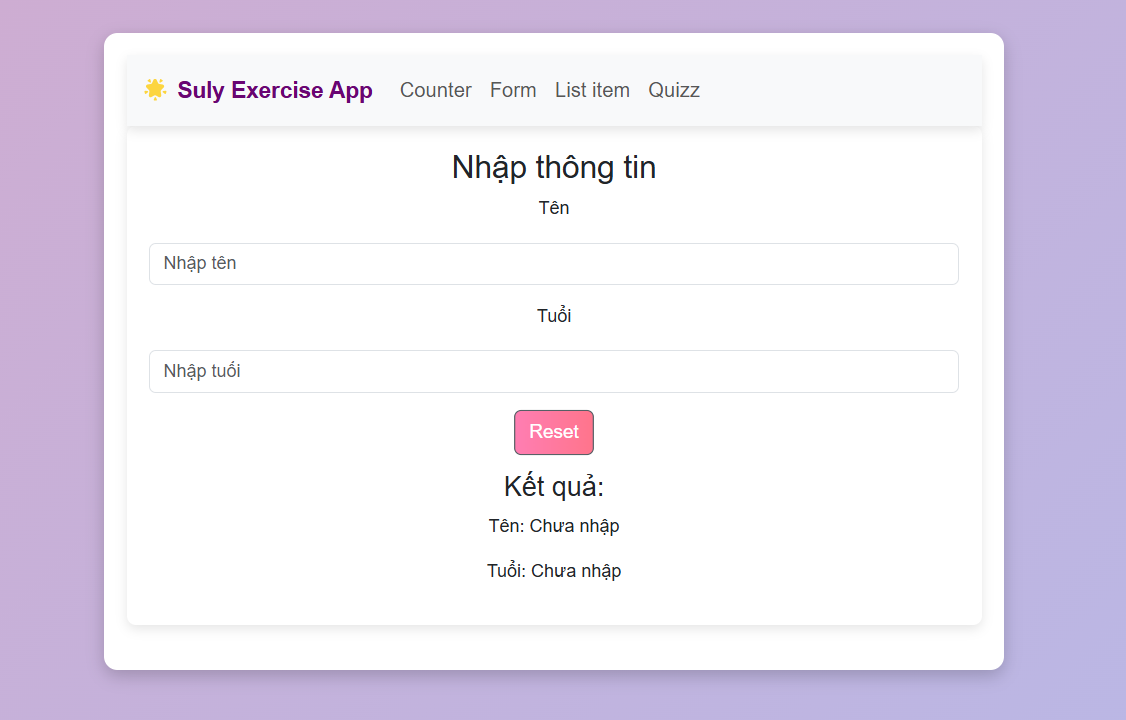 🌟 Suly Exercise App Counter Form List item Quizz
Nhập thông tin
Tên
Nhập tên
Tuổi
Nhập tuổi
Reset
Kết quả:
Tên: Chưa nhập
Tuổi: Chưa nhập